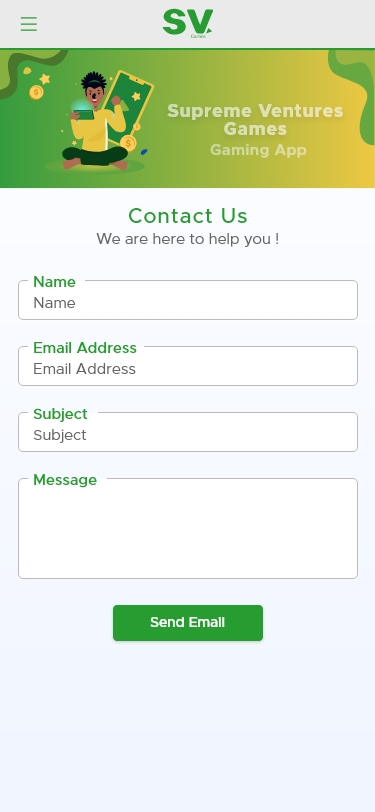 SV
Games
Supreme Ventures
Games
Gaming App
Contact Us
We are here to help you !
Name
Name
Email Address
Email Address
Subject
Subject
Message
Send Email